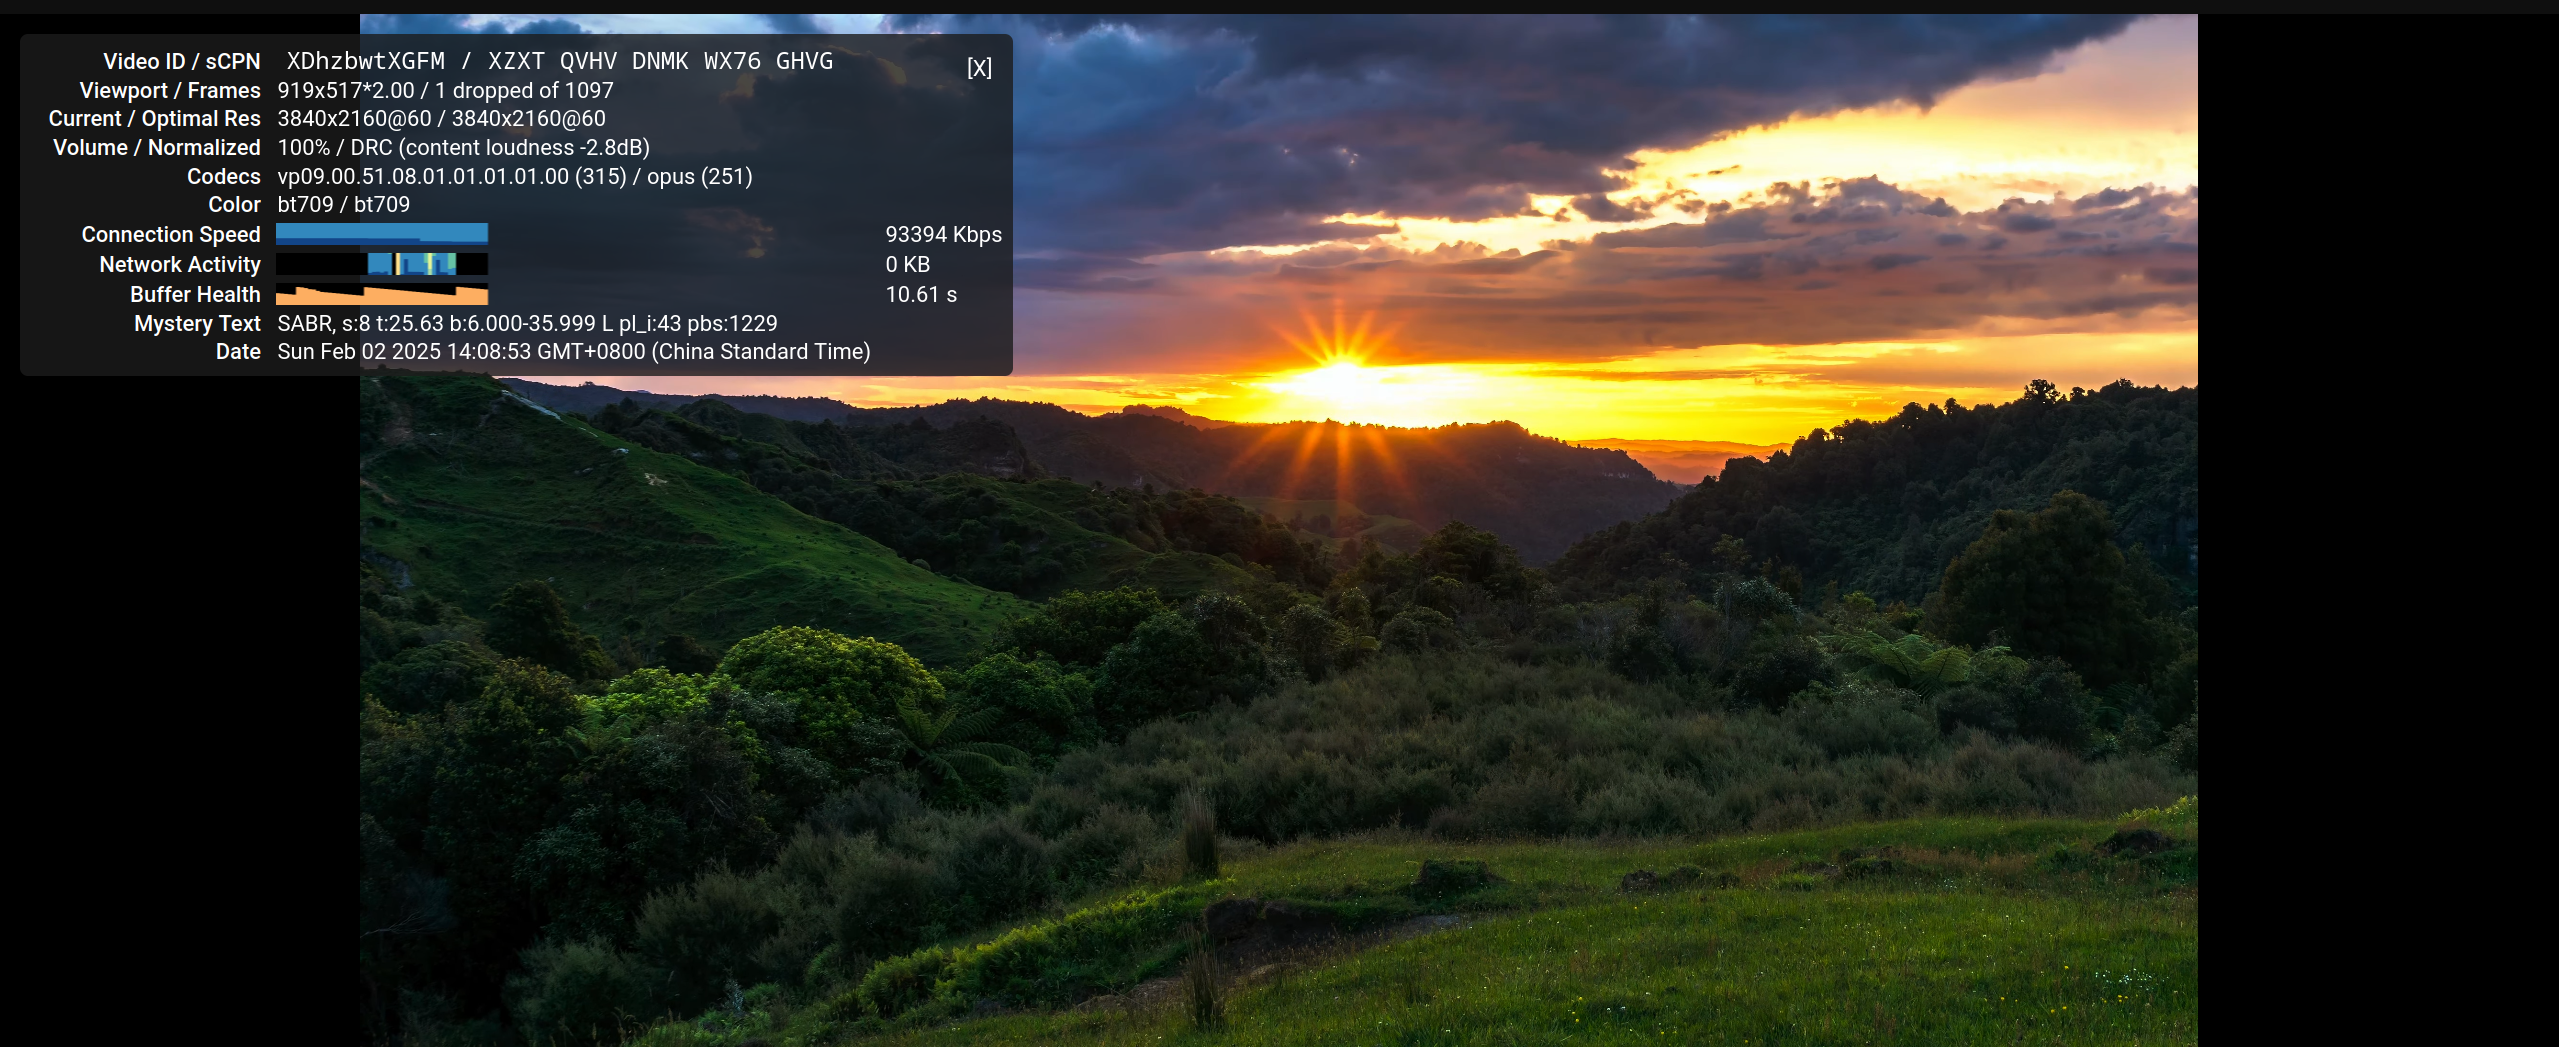 Video ID / sCPN XDhzbwtXGFM / XZXT QVHV DNMK WX76 GHVG
[X]
Viewport / Frames 919x517*2.00 / 1 dropped of 1097
Current / Optimal Res 3840x2160@60 / 3840x2160@60
Volume / Normalized 100% / DRC (content loudness -2.8dB)
Codecs vp09.00.51.08.01.01.01.01.00 (315) / opus (251)
Color bt709 / bt709
Connection Speed 93394 Kbps
Network Activity 0 KB
Buffer Health 10.61 s
Mystery Text SABR, s:8 t:25.63 b:6.000-35.999 L pl_i:43 pbs:1229
Date Sun Feb 02 2025 14:08:53 GMT+0800 (China Standard Time)